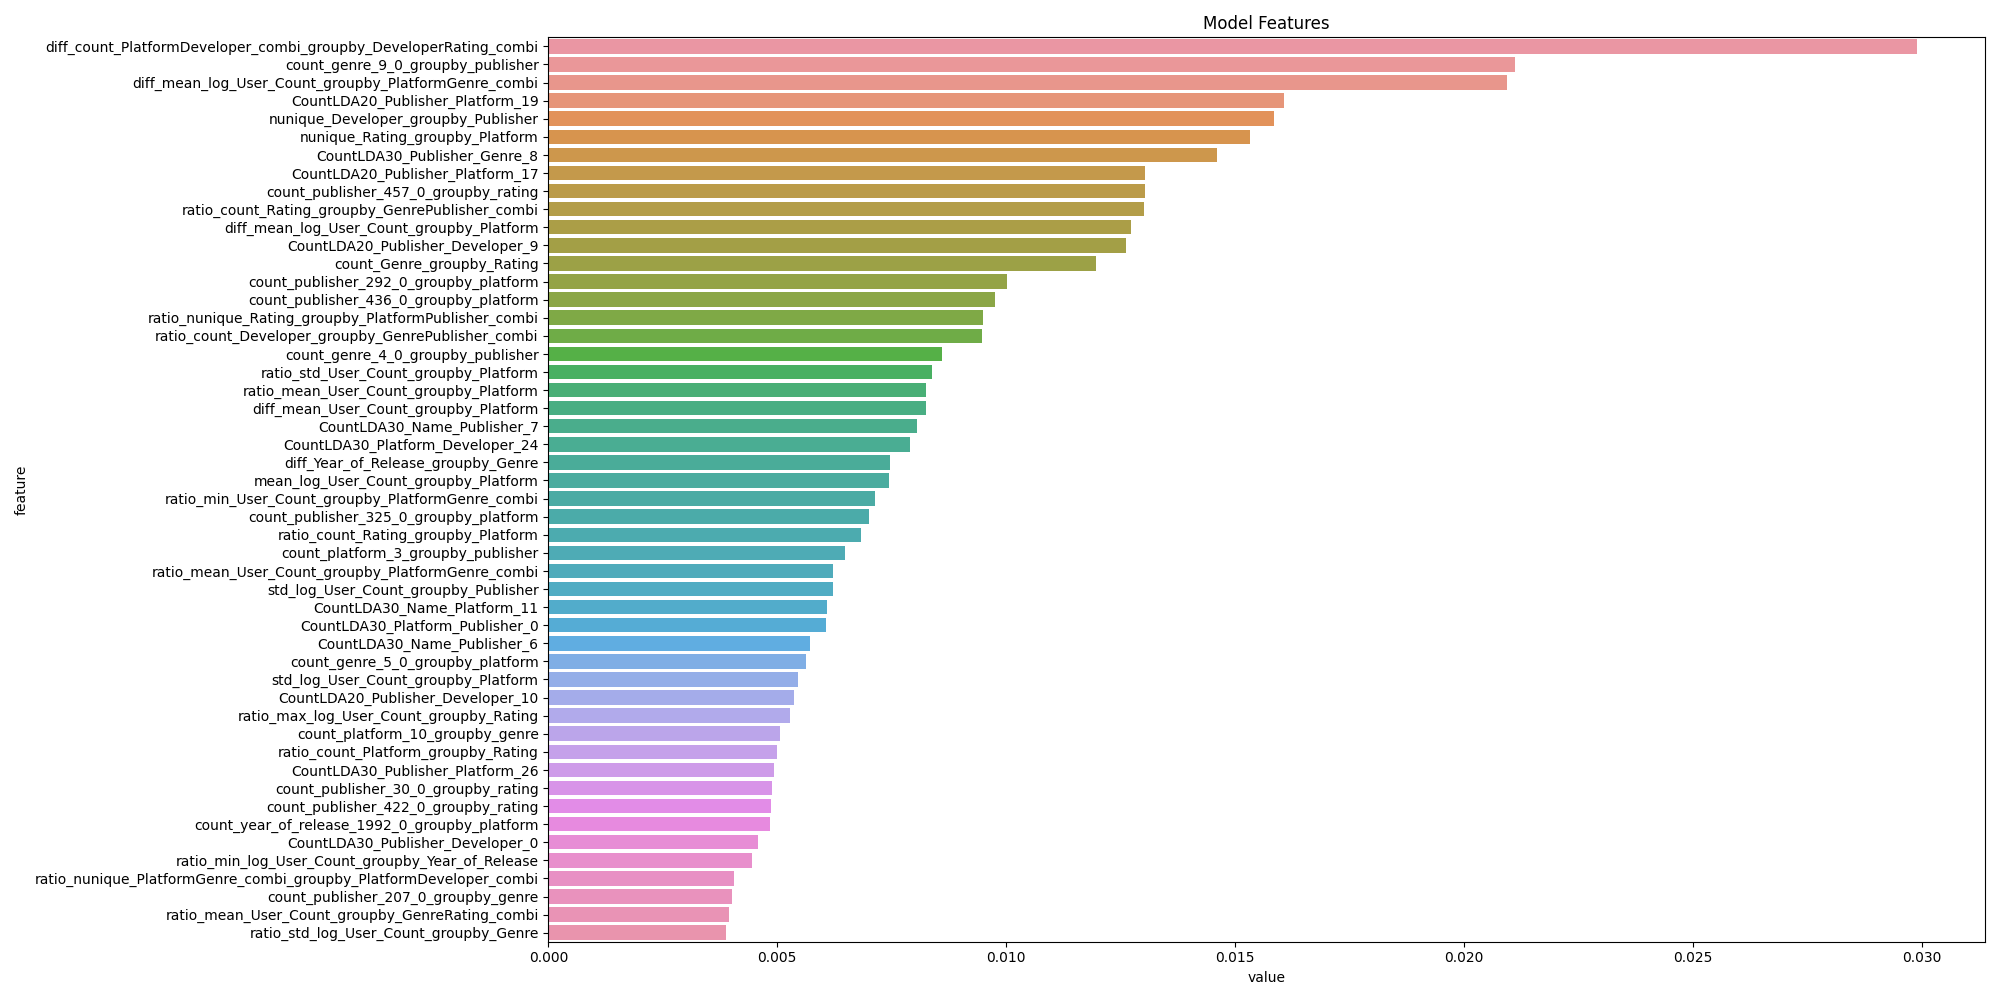 Model Features
diff_count_PlatformDeveloper_combi_groupby_DeveloperRating_combi
count_genre_9_0_groupby_publisher
diff_mean_log_User_Count_groupby_PlatformGenre_combi
CountLDA20_Publisher_Platform_19
nunique_Developer_groupby_Publisher
nunique_Rating_groupby_Platform
CountLDA30_Publisher_Genre_8
CountLDA20_Publisher_Platform_17
count_publisher_457_0_groupby_rating
ratio_count_Rating_groupby_GenrePublisher_combi
diff_mean_log_User_Count_groupby_Platform
CountLDA20_Publisher_Developer_9
count_Genre_groupby_Rating
count_publisher_292_0_groupby_platform
count_publisher_436_0_groupby_platform
ratio_nunique_Rating_groupby_PlatformPublisher_combi
ratio_count_Developer_groupby_GenrePublisher_combi
count_genre_4_0_groupby_publisher
ratio_std_User_Count_groupby_Platform
ratio_mean_User_Count_groupby_Platform
diff_mean_User_Count_groupby_Platform
CountLDA30_Name_Publisher_7
CountLDA30_Platform_Developer_24
diff_Year_of_Release_groupby_Genre
mean_log_User_Count_groupby_Platform
ratio_min_User_Count_groupby_PlatformGenre_combi
count_publisher_325_0_groupby_platform
ratio_count_Rating_groupby_Platform
count_platform_3_groupby_publisher
ratio_mean_User_Count_groupby_PlatformGenre_combi
std_log_User_Count_groupby_Publisher
CountLDA30_Name_Platform_11
CountLDA30_Platform_Publisher_0
CountLDA30_Name_Publisher_6
count_genre_5_0_groupby_platform
std_log_User_Count_groupby_Platform
CountLDA20_Publisher_Developer_10
ratio_max_log_User_Count_groupby_Rating
count_platform_10_groupby_genre
ratio_count_Platform_groupby_Rating
CountLDA30_Publisher_Platform_26
count_publisher_30_0_groupby_rating
count_publisher_422_0_groupby_rating
count_year_of_release_1992_0_groupby_platform
CountLDA30_Publisher_Developer_0
ratio_min_log_User_Count_groupby_Year_of_Release
ratio_nunique_PlatformGenre_combi_groupby_PlatformDeveloper_combi
count_publisher_207_0_groupby_genre
ratio_mean_User_Count_groupby_GenreRating_combi
ratio_std_log_User_Count_groupby_Genre
feature
0.000 0.005 0.010 0.015 0.020 0.025 0.030
value